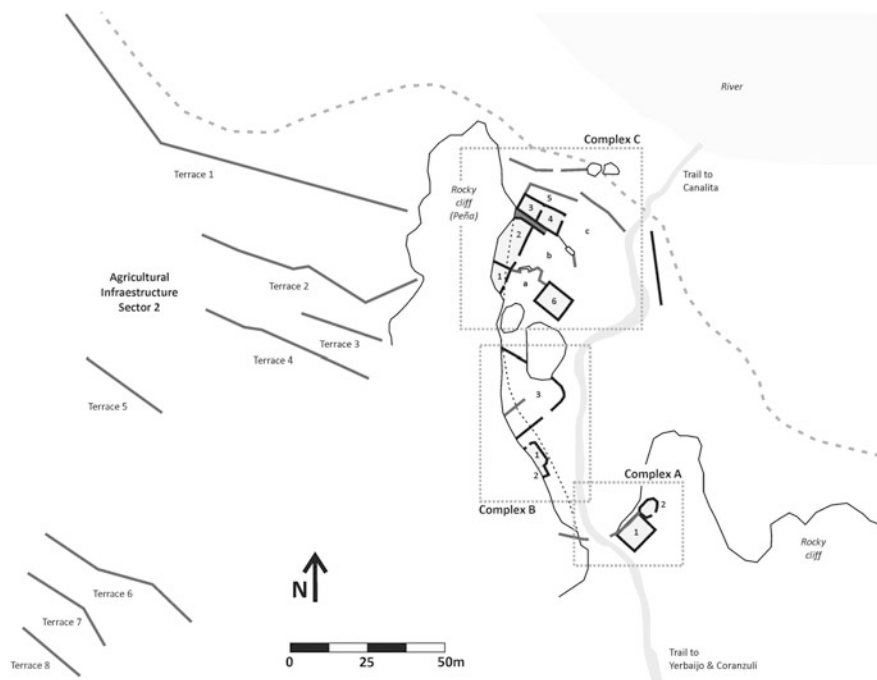 River
Complex C
Trail to
Canalita
Terrace 1
Rocky
cliff
(Peña)
5
3
4
2
c
b
1
a
6
Agricultural
Infraestructure
Sector 2
Terrace 2
Terrace 3
Terrace 4
Terrace 5
3
1
2
Complex B
Complex A
2
1
Rocky
cliff
Terrace 6
Terrace 7
Terrace 8
N
0 25 50m
Trail to
Yerbaijo & Coranzuli